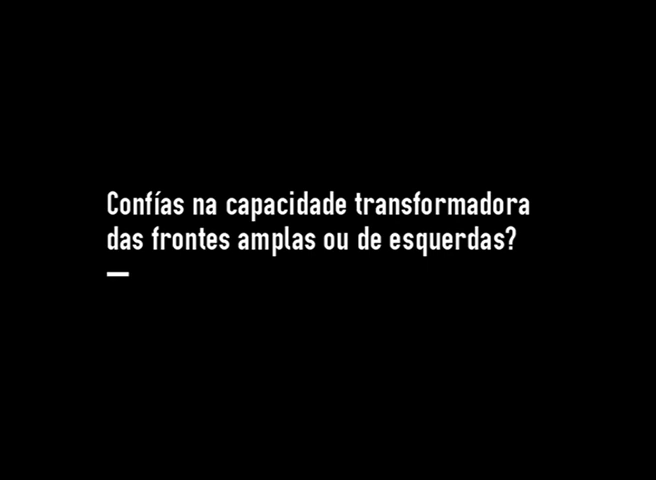 Confías na capacidade transformadora
das frontes amplas ou de esquerdas?